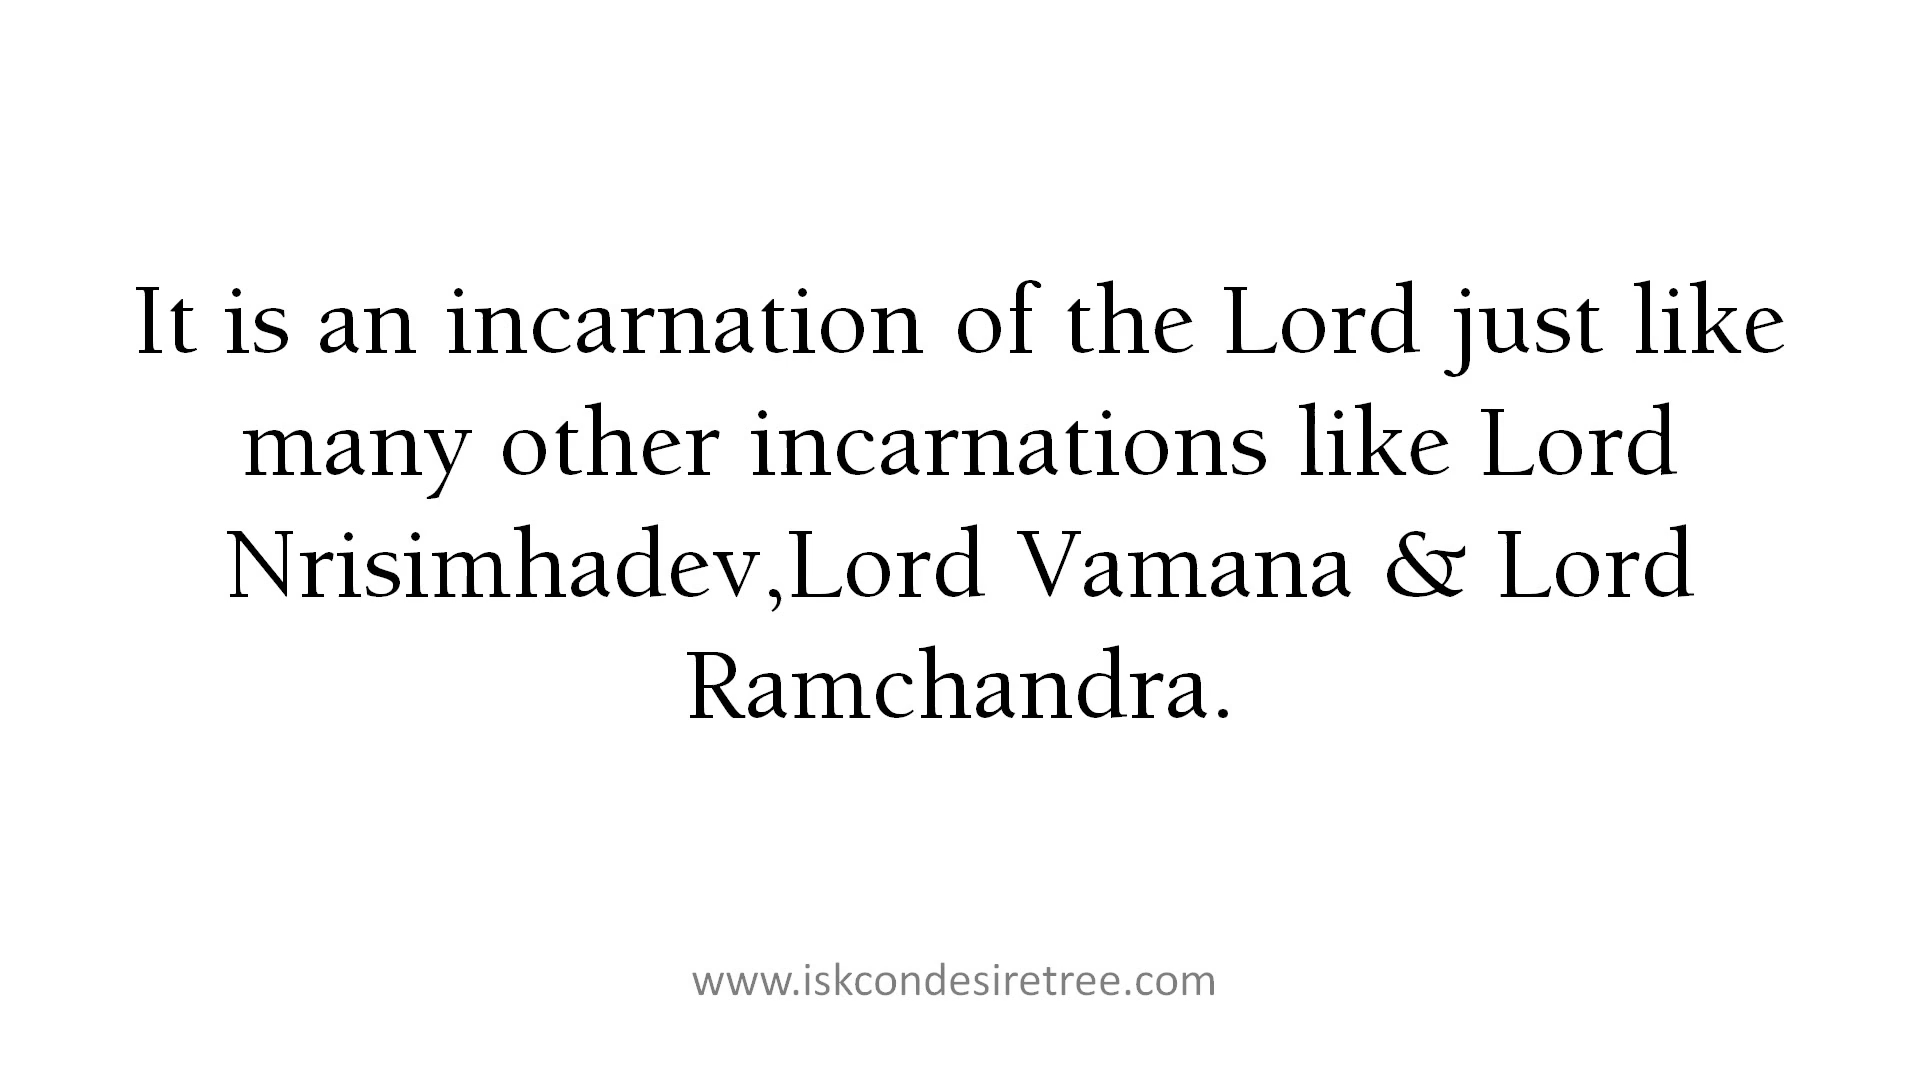 It is an incarnation of the Lord just like
many other incarnations like Lord
Nrisimhadev,Lord Vamana & Lord
Ramchandra.
www.iskcondesiretree.com